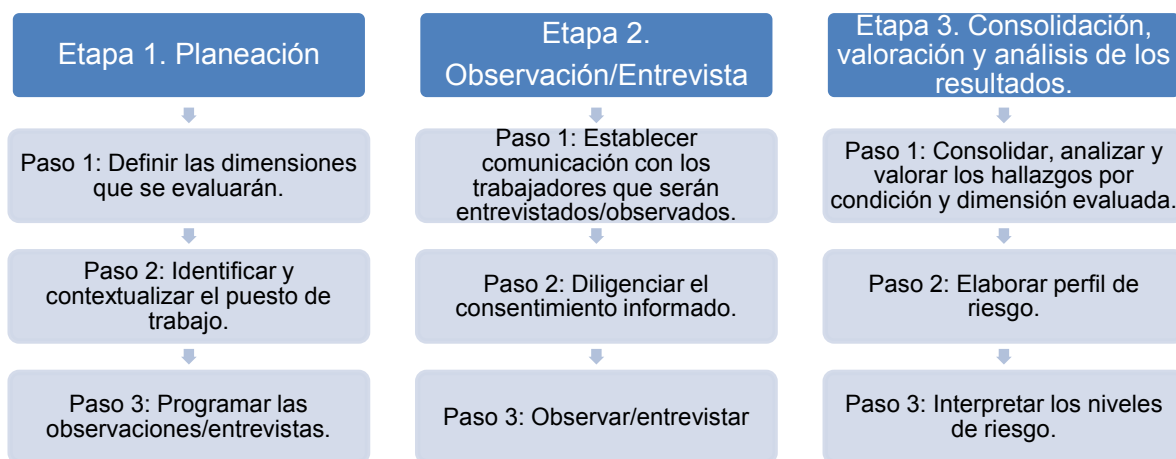 Etapa 1. Planeación
Paso 1: Definir las dimensiones
que se evaluarán.
Paso 2: Identificar y
contextualizar el puesto de
trabajo.
Paso 3: Programar las
observaciones/entrevistas.
Etapa 2.
Observación/Entrevista
Paso 1: Establecer
comunicación con los
trabajadores que serán
entrevistados/observados.
Paso 2: Diligenciar el
consentimiento informado.
Paso 3: Observar/entrevistar
Etapa 3. Consolidación,
valoración y análisis de los
resultados.
Paso 1: Consolidar, analizar y
valorar los hallazgos por
condición y dimensión evaluada.
Paso 2: Elaborar perfil de
riesgo.
Paso 3: Interpretar los niveles
de riesgo.